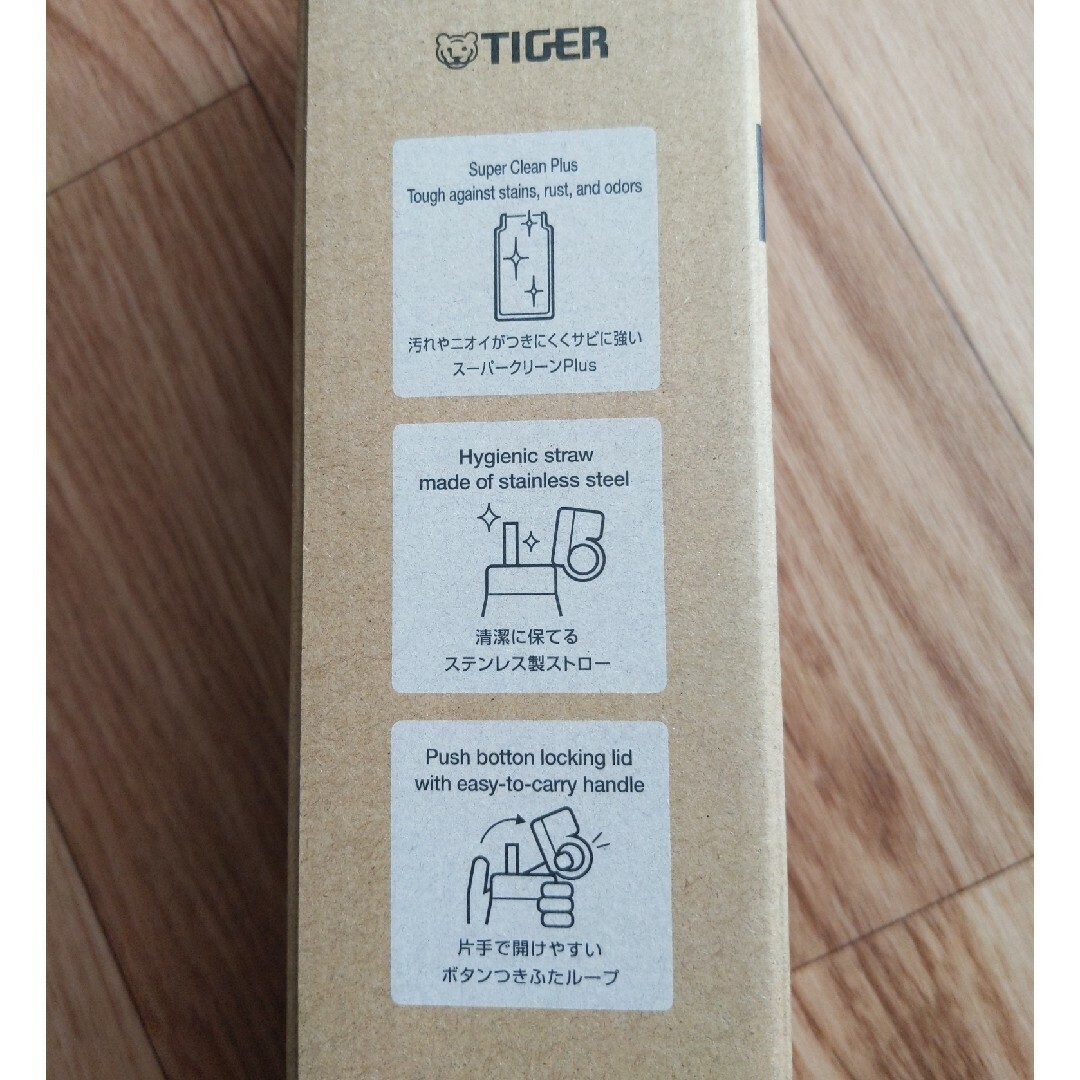 TIGER
Super Clean Plus
Tough against stains, rust, and odors
汚れやニオイがつきにくくサビに強い
スーパークリーンPlus
Hygienic straw
made of stainless steel
清潔に保てる
ステンレス製ストロー
Push botton locking lid
with easy-to-carry handle
片手で開けやすい
ボタンつきふたループ